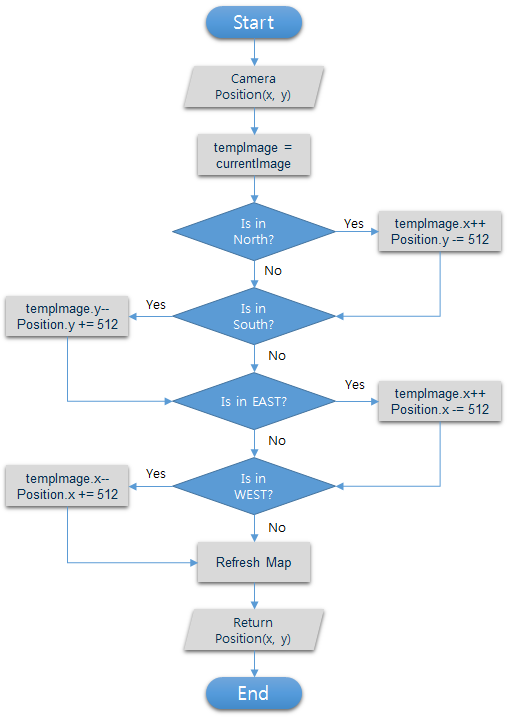 Start
Camera
Position(x, y)
tempImage =
currentImage
Is in
North?
Yes
tempImage.x++
Position.y -= 512
No
Is in
South?
Yes
tempImage.y--
Position.y += 512
No
Is in EAST?
Yes
tempImage.x++
Position.x -= 512
No
Is in
WEST?
Yes
tempImage.x--
Position.x += 512
No
Refresh Map
Return
Position(x, y)
End